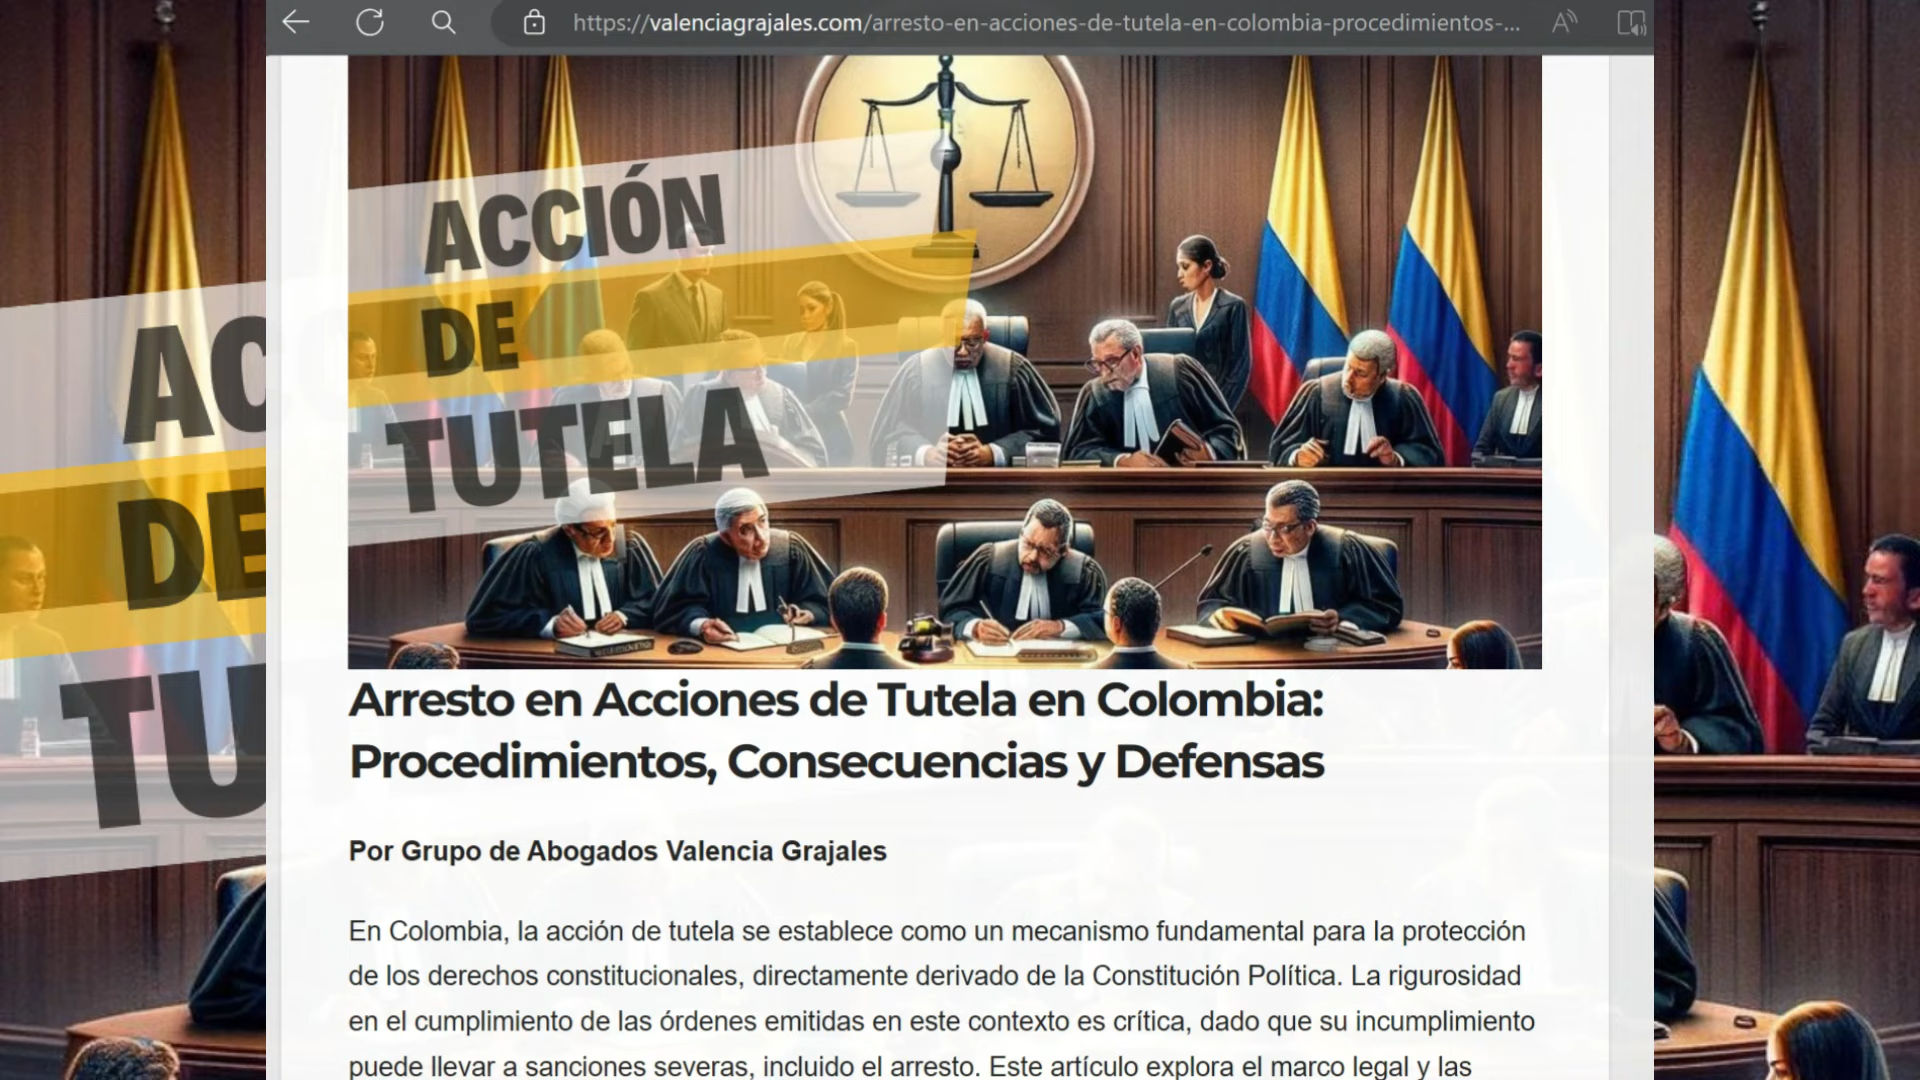 https://valenciagrajales.com/arresto-en-acciones-de-tutela-en-colombia-procedimientos-...
ACCIÓN
DE
TUTELA
AC
DE
TU
Arresto en Acciones de Tutela en Colombia:
Procedimientos, Consecuencias y Defensas
Por Grupo de Abogados Valencia Grajales
En Colombia, la acción de tutela se establece como un mecanismo fundamental para la protección
de los derechos constitucionales, directamente derivado de la Constitución Política. La rigurosidad
en el cumplimiento de las órdenes emitidas en este contexto es crítica, dado que su incumplimiento
puede llevar a sanciones severas, incluido el arresto. Este artículo explora el marco legal y las